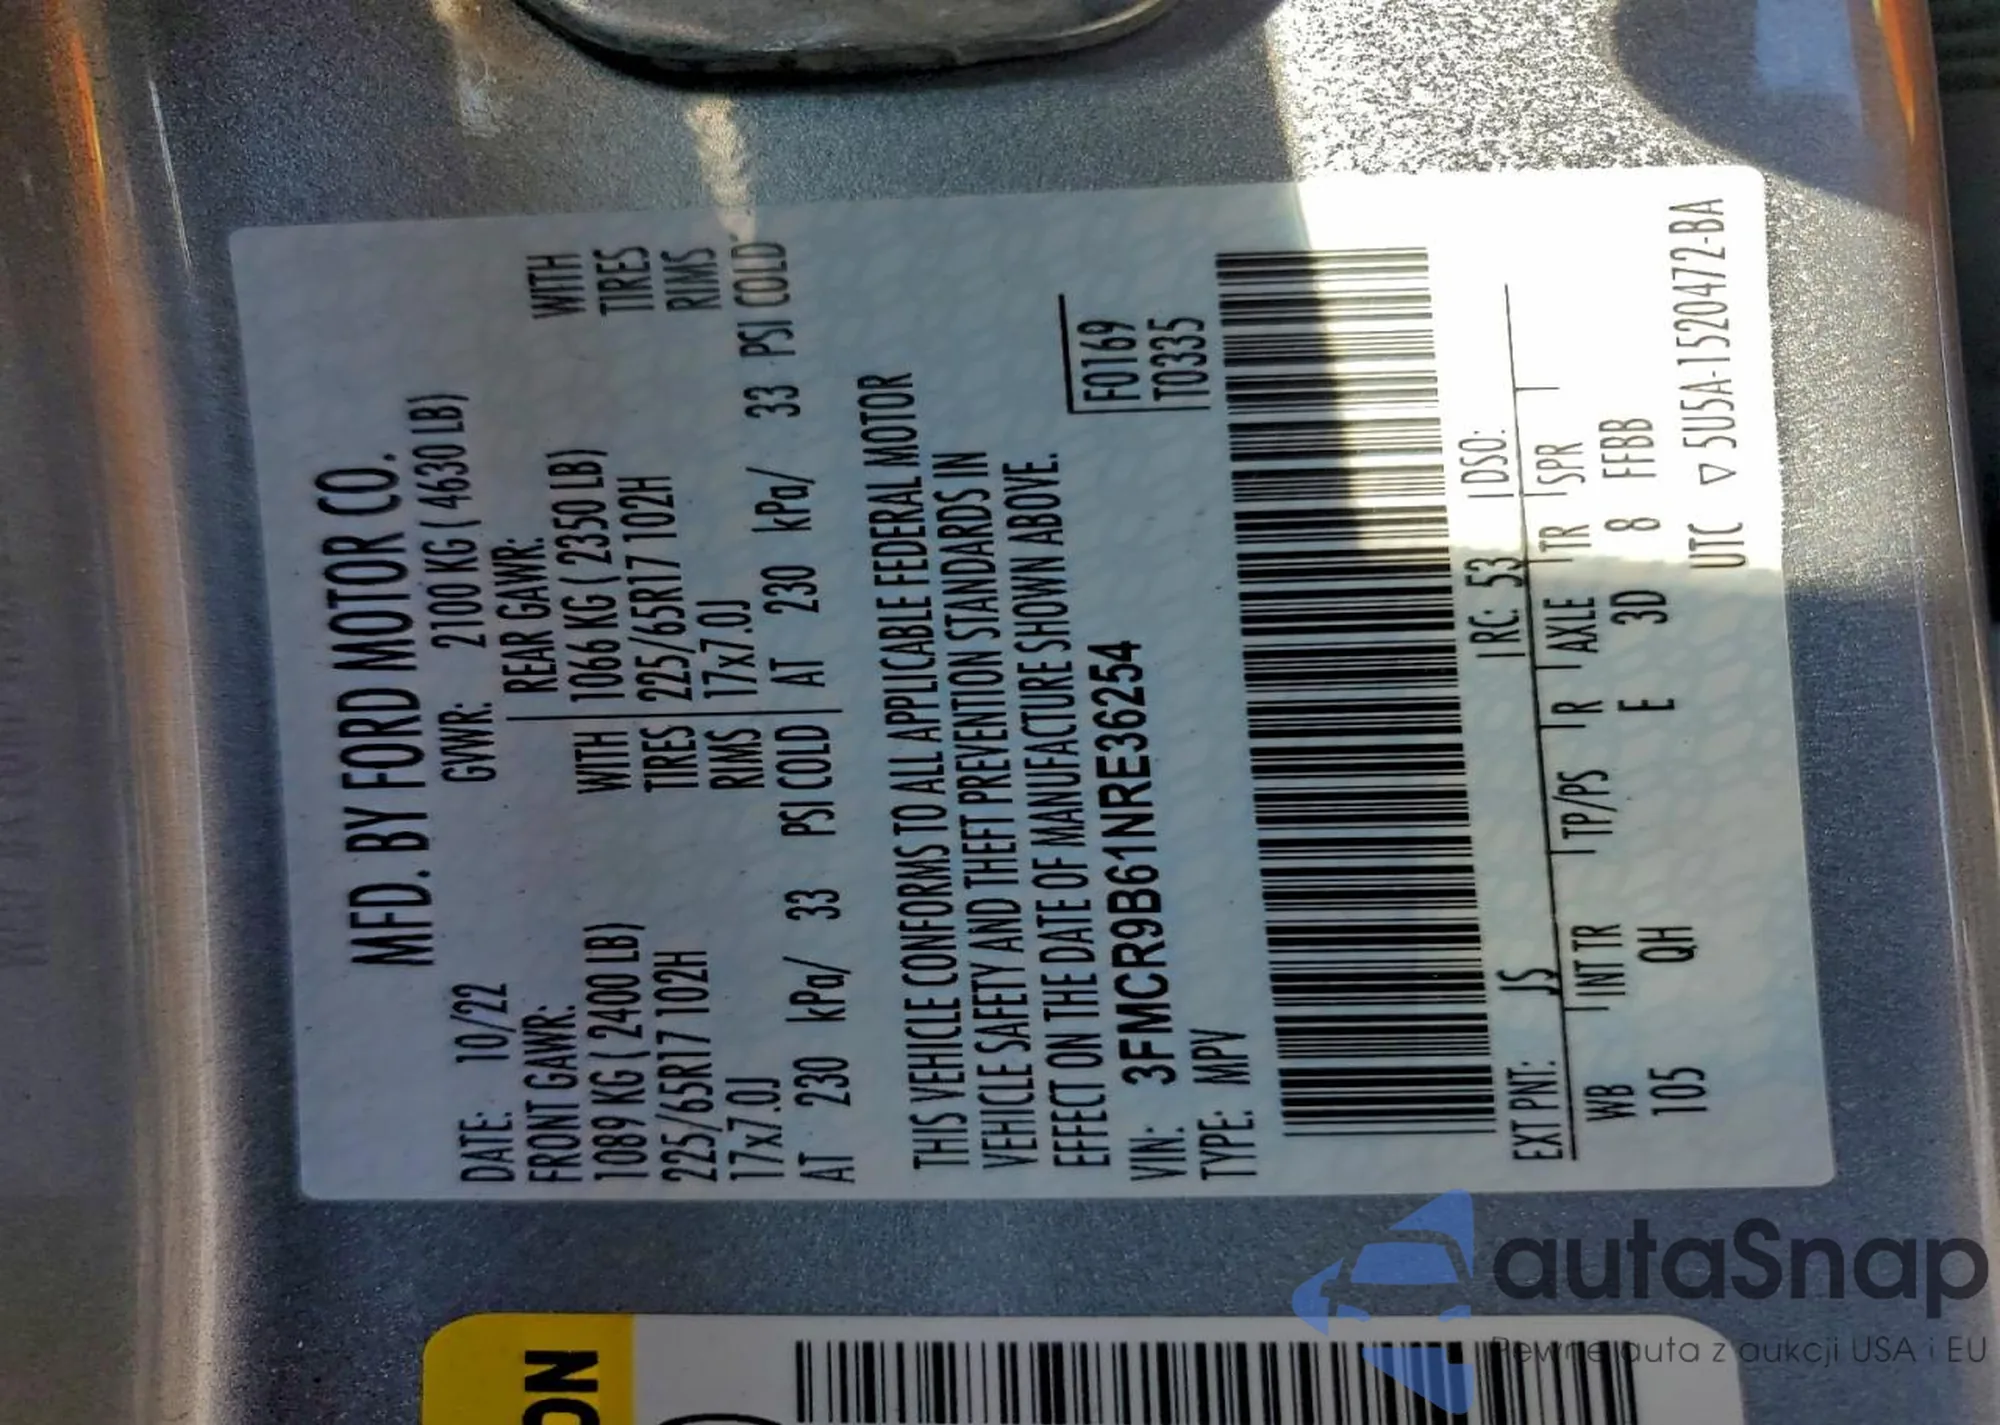 MFD. BY FORD MOTOR CO.
DATE: 10/22 GVWR: 2100 KG ( 4630 LB)
FRONT GAWR: REAR GAWR:
1089 KG ( 2400 LB) WITH 1066 KG ( 2350 LB) WITH
225/65R17 102H TIRES 225/65R17 102H TIRES
17x7.0J RIMS 17x7.0J RIMS
AT 230 kPa/ 33 PSI COLD AT 230 kPa/ 33 PSI COLD
THIS VEHICLE CONFORMS TO ALL APPLICABLE FEDERAL MOTOR
VEHICLE SAFETY AND THEFT PREVENTION STANDARDS IN
EFFECT ON THE DATE OF MANUFACTURE SHOWN ABOVE.
VIN: 3FMCR9B61NRE36254 F0169
TYPE: MPV T0335
EXT PNT: JS RC: 53 DSO:
WB INT TR TP/PS R AXLE TR SPR
105 QH E 3D 8 FFBB
UTC ▽ 5U5A-1520472-BA
ON
autaSnap
Pewne auta z aukcji USA i EU